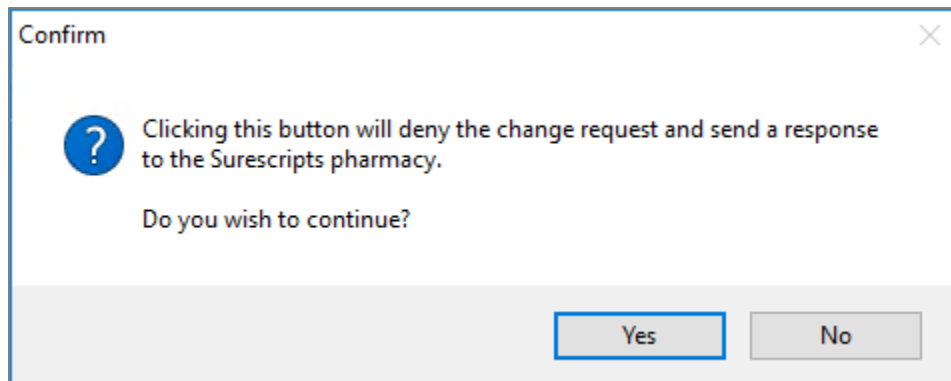 Confirm
Clicking this button will deny the change request and send a response
to the Surescripts pharmacy.
Do you wish to continue?
Yes
No